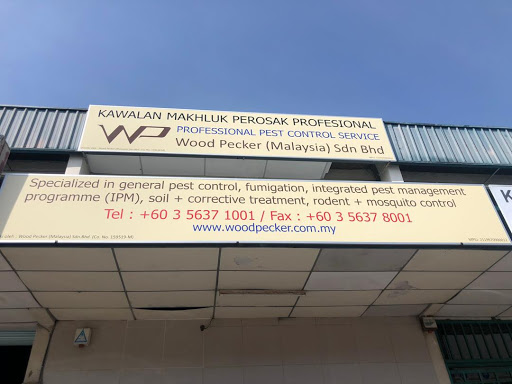 KAWALAN MAKHLUK PEROSAK PROFESIONAL
WP
PROFESSIONAL PEST CONTROL SERVICE
Wood Pecker (Malaysia) Sdn Bhd
Specialized in general pest control, fumigation, integrated pest management
programme (IPM), soil + corrective treatment, rodent + mosquito control
Tel : +60 3 5637 1001 / Fax : +60 3 5637 8001
www.woodpecker.com.my
K